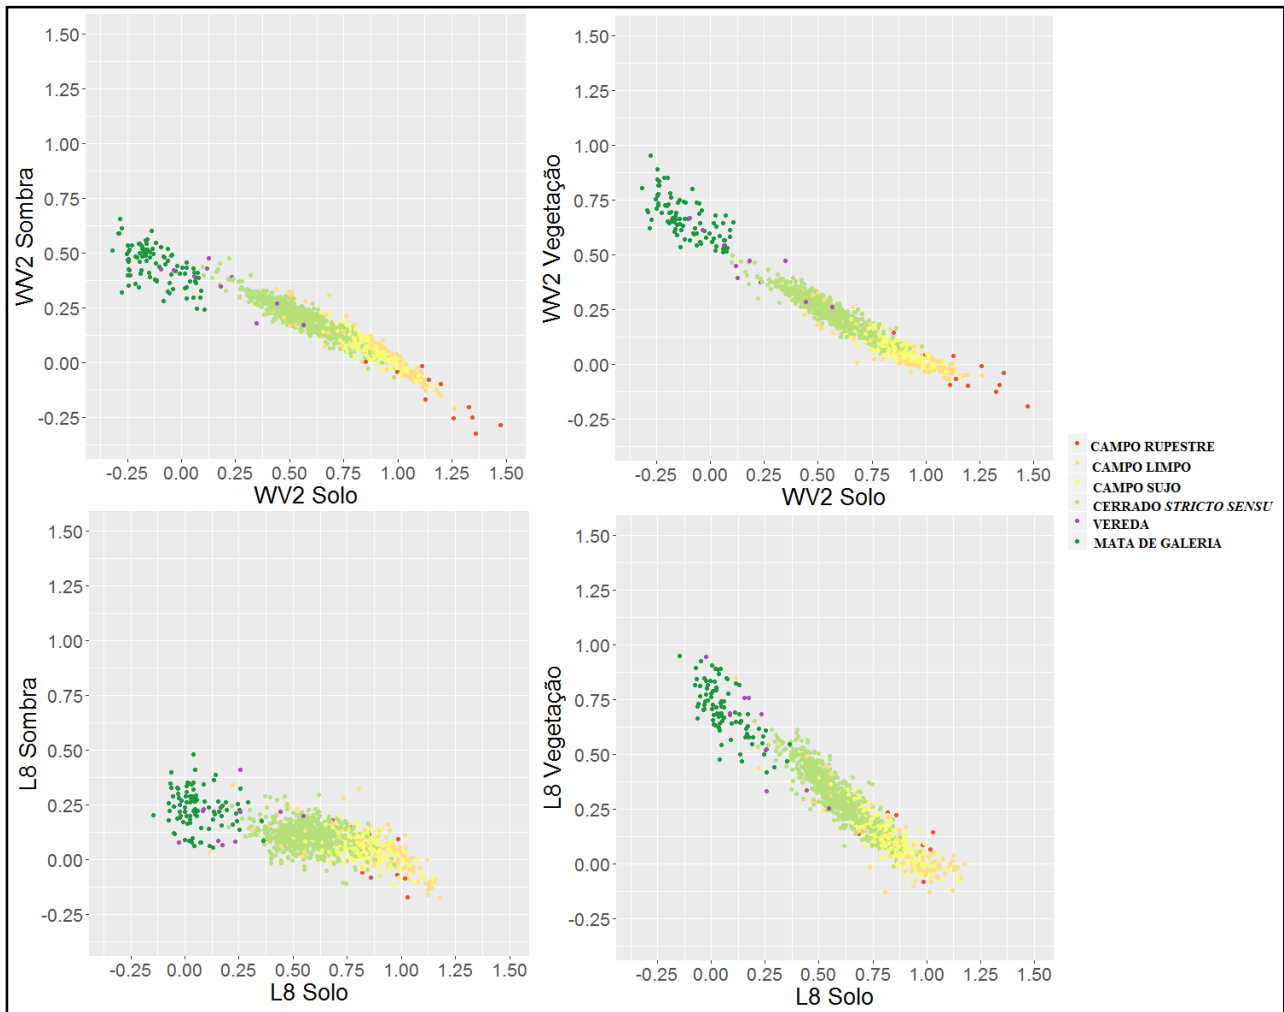 1.50
1.25
1.00
0.75
0.50
0.25
0.00
-0.25
WV2 Sombra
-0.25 0.00 0.25 0.50 0.75 1.00 1.25 1.50
WV2 Solo
1.50
1.25
1.00
0.75
0.50
0.25
0.00
-0.25
WV2 Vegetação
-0.25 0.00 0.25 0.50 0.75 1.00 1.25 1.50
WV2 Solo
CAMPO RUPESTRE
CAMPO LIMPO
CAMPO SUJO
CERRADO STRICTO SENSU
VEREDA
MATA DE GALERIA
1.50
1.25
1.00
0.75
0.50
0.25
0.00
-0.25
L8 Sombra
-0.25 0.00 0.25 0.50 0.75 1.00 1.25 1.50
L8 Solo
1.50
1.25
1.00
0.75
0.50
0.25
0.00
-0.25
L8 Vegetação
-0.25 0.00 0.25 0.50 0.75 1.00 1.25 1.50
L8 Solo